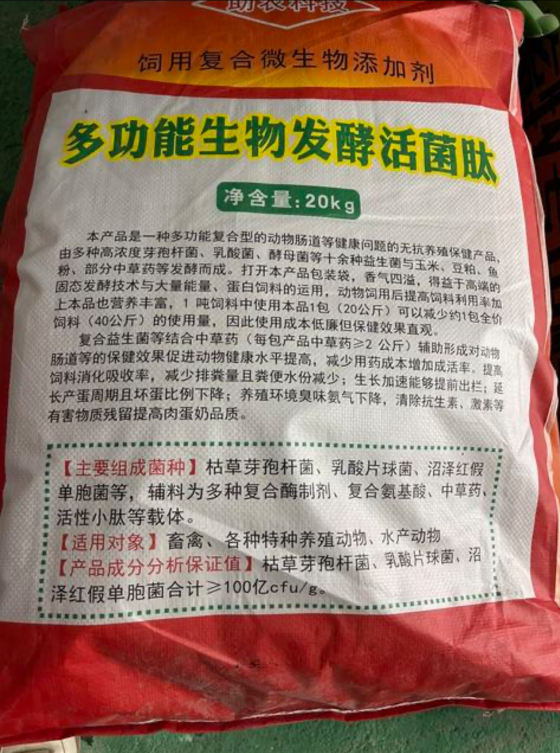 助农科技
饲用复合微生物添加剂
多功能生物发酵活菌肽
净含量:20kg
本产品是一种多功能复合型的动物肠道等健康问题的无抗养殖保健产品,
由多种高浓度芽孢杆菌、乳酸菌、酵母菌等十余种益生菌与玉米、豆粕、鱼
粉、部分中草药等发酵而成。打开本产品包装袋,香气四溢,得益于高端的
固态发酵技术与大量能量、蛋白饲料的运用,动物饲用后提高饲料利用率加
上本品也营养丰富,1 吨饲料中使用本品1包(20公斤)可以减少约1包全价
饲料(40公斤)的使用量,因此使用成本低廉但保健效果直观。
复合益生菌等结合中草药(每包产品中草药≥2 公斤)辅助形成对动物
肠道等的保健效果促进动物健康水平提高,减少用药成本增加成活率。提高
饲料消化吸收率,减少排粪量且粪便水份减少;生长加速能够提前出栏;延
长产蛋周期且坏蛋比例下降;养殖环境臭味氨气下降,清除抗生素、激素等
有害物质残留提高肉蛋奶品质。
【主要组成菌种】枯草芽孢杆菌、乳酸片球菌、沼泽红假
单胞菌等,辅料为多种复合酶制剂、复合氨基酸、中草药、
活性小肽等载体。
【适用对象】畜禽、各种特种养殖动物、水产动物
【产品成分分析保证值】枯草芽孢杆菌、乳酸片球菌、沼
泽红假单胞菌合计≥100亿cfu/g。